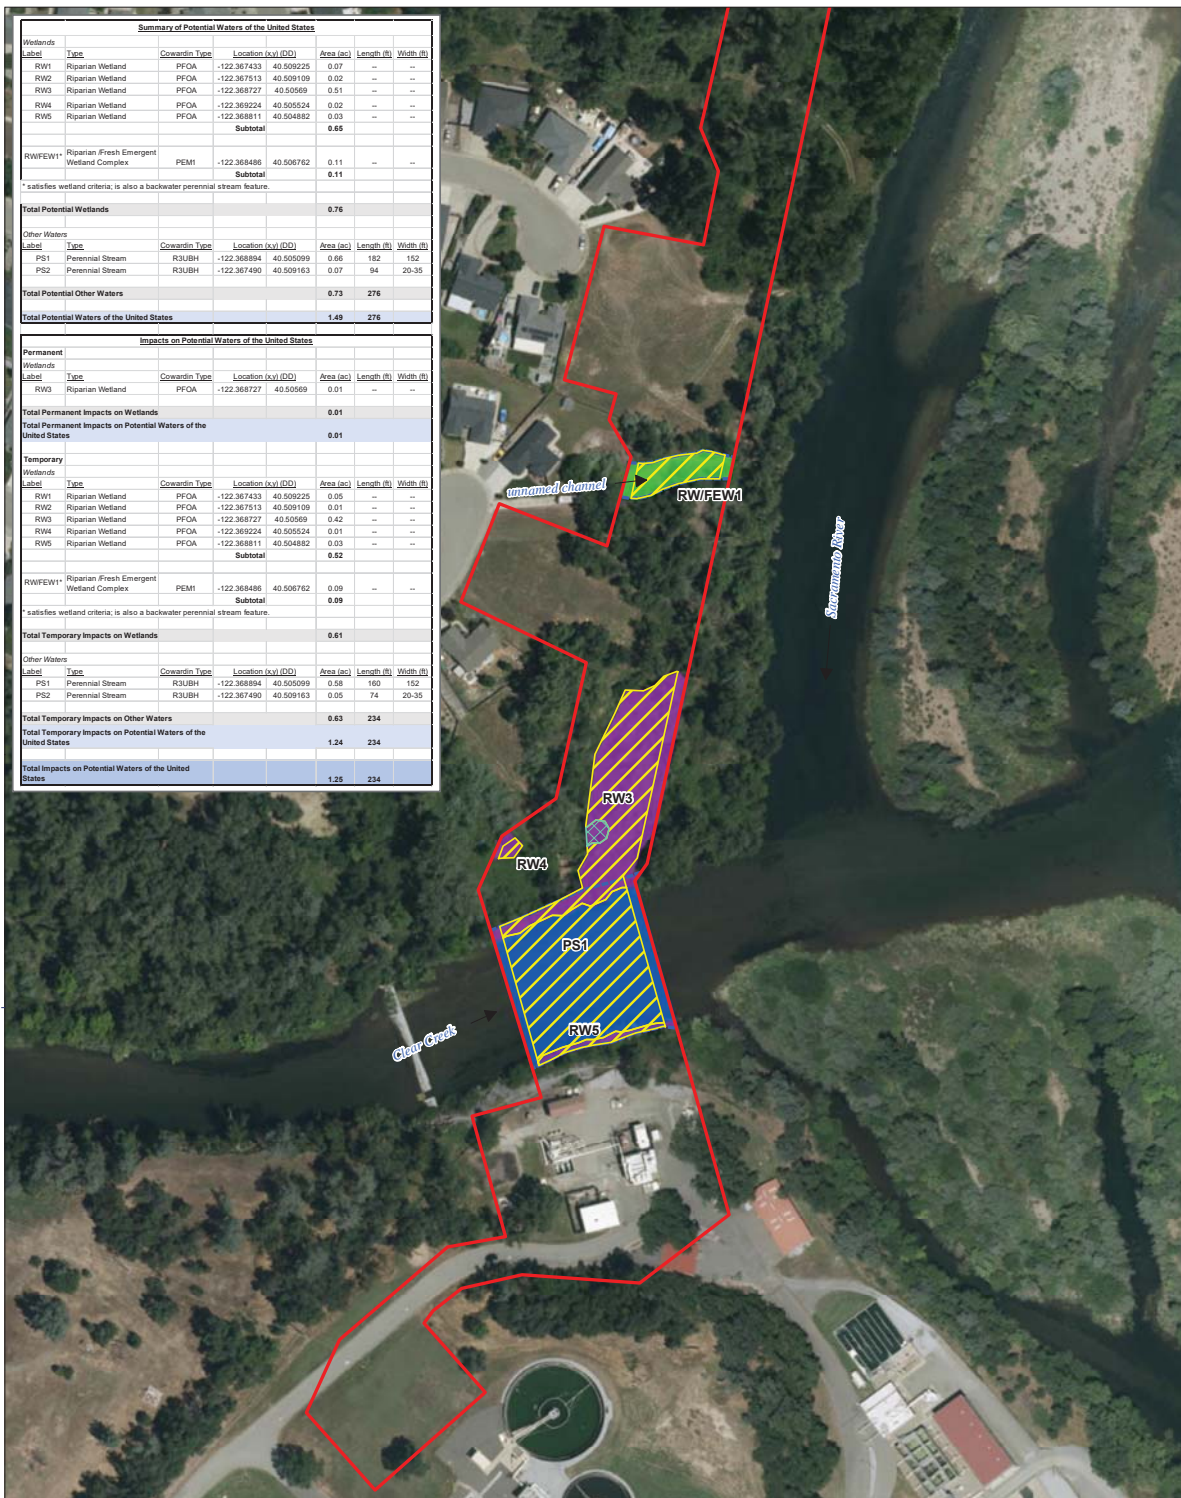 Summary of Potential Waters of the United States
Wetlands
Label Type Cowardin Type Location (x,y) (DD) Area (ac) Length (ft) Width (ft)
RW1 Riparian Wetland PFOA -122.367433 40.509225 0.07 -- --
RW2 Riparian Wetland PFOA -122.367513 40.509109 0.02 -- --
RW3 Riparian Wetland PFOA -122.368727 40.50569 0.51 -- --
RW4 Riparian Wetland PFOA -122.369224 40.505524 0.02 -- --
RW5 Riparian Wetland PFOA -122.368811 40.504882 0.03 -- --
Subtotal 0.65
RW/FEW1* Riparian /Fresh Emergent
Wetland Complex PEM1 -122.368486 40.506762 0.11 -- --
Subtotal 0.11
* satisfies wetland criteria; is also a backwater perennial stream feature.
Total Potential Wetlands 0.76
Other Waters
Label Type Cowardin Type Location (x,y) (DD) Area (ac) Length (ft) Width (ft)
PS1 Perennial Stream R3UBH -122.368894 40.505099 0.66 182 152
PS2 Perennial Stream R3UBH -122.367490 40.509163 0.07 94 20-35
Total Potential Other Waters 0.73 276
Total Potential Waters of the United States 1.49 276
Impacts on Potential Waters of the United States
Permanent
Wetlands
Label Type Cowardin Type Location (x,y) (DD) Area (ac) Length (ft) Width (ft)
RW3 Riparian Wetland PFOA -122.368727 40.50569 0.01 -- --
Total Permanent Impacts on Wetlands 0.01
Total Permanent Impacts on Potential Waters of the
United States 0.01
Temporary
Wetlands
Label Type Cowardin Type Location (x,y) (DD) Area (ac) Length (ft) Width (ft)
RW1 Riparian Wetland PFOA -122.367433 40.509225 0.05 -- --
RW2 Riparian Wetland PFOA -122.367513 40.509109 0.01 -- --
RW3 Riparian Wetland PFOA -122.368727 40.50569 0.42 -- --
RW4 Riparian Wetland PFOA -122.369224 40.505524 0.01 -- --
RW5 Riparian Wetland PFOA -122.368811 40.504882 0.03 -- --
Subtotal 0.52
RW/FEW1* Riparian /Fresh Emergent
Wetland Complex PEM1 -122.368486 40.506762 0.09 -- --
Subtotal 0.09
* satisfies wetland criteria; is also a backwater perennial stream feature.
Total Temporary Impacts on Wetlands 0.61
Other Waters
Label Type Cowardin Type Location (x,y) (DD) Area (ac) Length (ft) Width (ft)
PS1 Perennial Stream R3UBH -122.368894 40.505099 0.58 160 152
PS2 Perennial Stream R3UBH -122.367490 40.509163 0.05 74 20-35
Total Temporary Impacts on Other Waters 0.63 234
Total Temporary Impacts on Potential Waters of the
United States 1.24 234
Total Impacts on Potential Waters of the United
States 1.25 234
unnamed channel
RW/FEW1
Sacramento River
RW3
RW4
PS1
RW5
Clear Creek